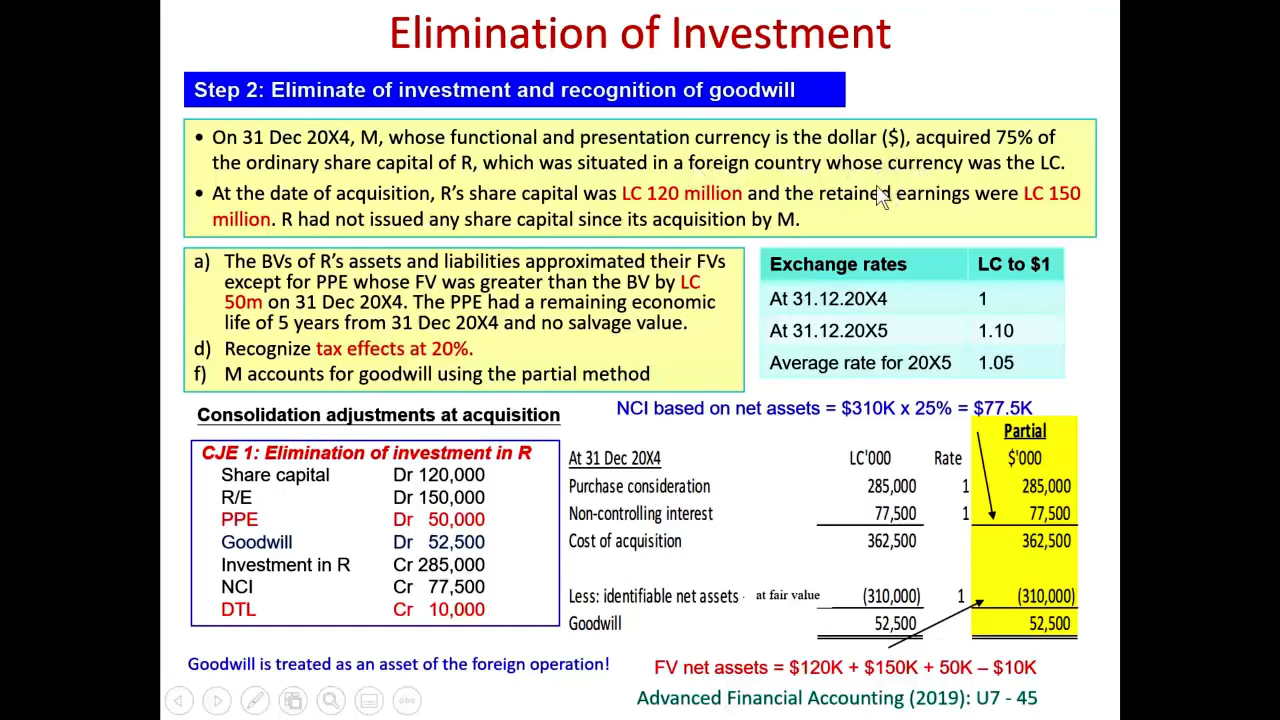 Elimination of Investment
Step 2: Eliminate of investment and recognition of goodwill
• On 31 Dec 20X4, M, whose functional and presentation currency is the dollar ($), acquired 75% of
the ordinary share capital of R, which was situated in a foreign country whose currency was the LC.
• At the date of acquisition, R's share capital was LC 120 million and the retained earnings were LC 150
million. R had not issued any share capital since its acquisition by M.
a) The BVs of R's assets and liabilities approximated their FVs
except for PPE whose FV was greater than the BV by LC
50m on 31 Dec 20X4. The PPE had a remaining economic
life of 5 years from 31 Dec 20X4 and no salvage value.
d) Recognize tax effects at 20%.
f) M accounts for goodwill using the partial method
Exchange rates LC to $1
At 31.12.20X4 1
At 31.12.20X5 1.10
Average rate for 20X5 1.05
Consolidation adjustments at acquisition
CJE 1: Elimination of investment in R
Share capital Dr 120,000
R/E Dr 150,000
PPE Dr 50,000
Goodwill Dr 52,500
Investment in R Cr 285,000
NCI Cr 77,500
DTL Cr 10,000
Goodwill is treated as an asset of the foreign operation!
NCI based on net assets = $310K x 25% = $77.5K
Partial
At 31 Dec 20X4 LC'000 Rate $'000
Purchase consideration 285,000 1 285,000
Non-controlling interest 77,500 1 77,500
Cost of acquisition 362,500 362,500
Less: identifiable net assets - at fair value (310,000) 1 (310,000)
Goodwill 52,500 52,500
FV net assets = $120K + $150K + 50K – $10K
Advanced Financial Accounting (2019): U7 - 45